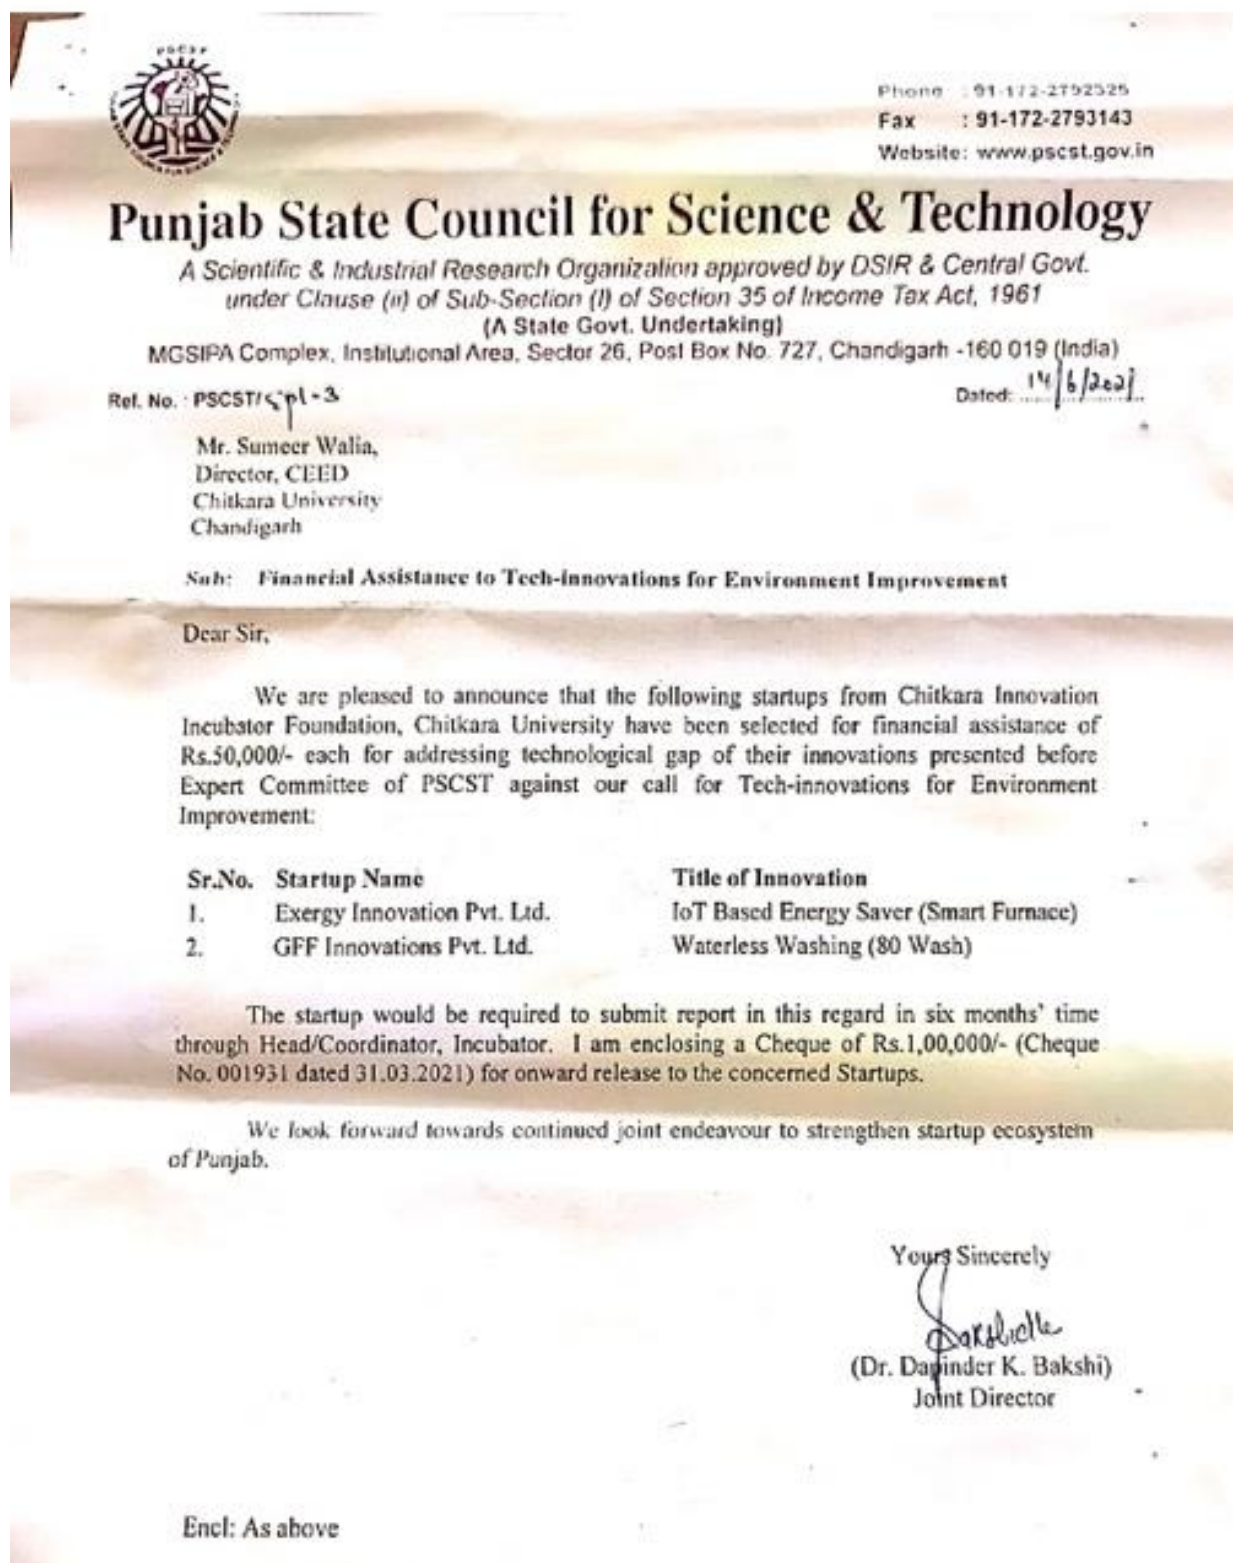 PSCST
Phone : 91-172-2792325
Fax : 91-172-2793143
Website: www.pscst.gov.in
Punjab State Council for Science & Technology
A Scientific & Industrial Research Organization approved by DSIR & Central Govt.
under Clause (ii) of Sub-Section (I) of Section 35 of Income Tax Act, 1961
(A State Govt. Undertaking)
MGSIPA Complex, Institutional Area, Sector 26, Post Box No. 727, Chandigarh -160 019 (India)
Ref. No. : PSCST/Spl-3
Dated: 14/6/2021
Mr. Sumeer Walia,
Director, CEED
Chitkara University
Chandigarh
Sub: Financial Assistance to Tech-innovations for Environment Improvement
Dear Sir,
We are pleased to announce that the following startups from Chitkara Innovation
Incubator Foundation, Chitkara University have been selected for financial assistance of
Rs.50,000/- each for addressing technological gap of their innovations presented before
Expert Committee of PSCST against our call for Tech-innovations for Environment
Improvement:
Sr.No. Startup Name Title of Innovation
1. Exergy Innovation Pvt. Ltd. IoT Based Energy Saver (Smart Furnace)
2. GFF Innovations Pvt. Ltd. Waterless Washing (80 Wash)
The startup would be required to submit report in this regard in six months' time
through Head/Coordinator, Incubator. I am enclosing a Cheque of Rs.1,00,000/- (Cheque
No. 001931 dated 31.03.2021) for onward release to the concerned Startups.
We look forward towards continued joint endeavour to strengthen startup ecosystem
of Punjab.
Yours Sincerely
(Dr. Dapinder K. Bakshi)
Joint Director
Encl: As above